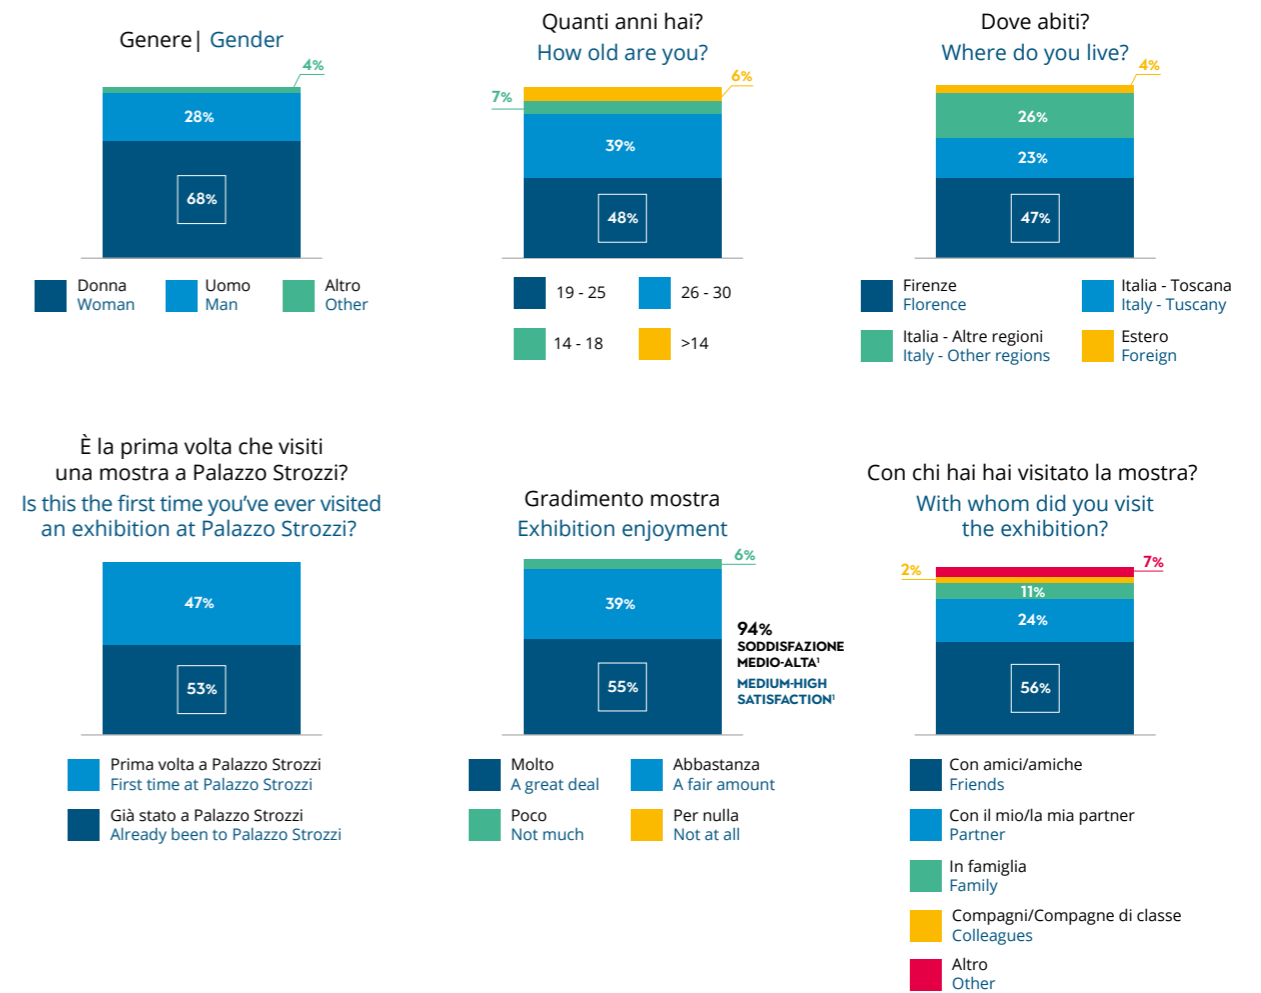 Genere| Gender
4%
28%
68%
Donna
Woman
Uomo
Man
Altro
Other
Quanti anni hai?
How old are you?
6%
7%
39%
48%
19 - 25
26 - 30
14 - 18
>14
Dove abiti?
Where do you live?
4%
26%
23%
47%
Firenze
Florence
Italia - Toscana
Italy - Tuscany
Italia - Altre regioni
Italy - Other regions
Estero
Foreign
È la prima volta che visiti
una mostra a Palazzo Strozzi?
Is this the first time you’ve ever visited
an exhibition at Palazzo Strozzi?
47%
53%
Prima volta a Palazzo Strozzi
First time at Palazzo Strozzi
Già stato a Palazzo Strozzi
Already been to Palazzo Strozzi
Gradimento mostra
Exhibition enjoyment
6%
39%
55%
94%
SODDISFAZIONE
MEDIO-ALTA¹
MEDIUM-HIGH
SATISFACTION¹
Molto
A great deal
Abbastanza
A fair amount
Poco
Not much
Per nulla
Not at all
Con chi hai hai visitato la mostra?
With whom did you visit
the exhibition?
7%
2%
11%
24%
56%
Con amici/amiche
Friends
Con il mio/la mia partner
Partner
In famiglia
Family
Compagni/Compagne di classe
Colleagues
Altro
Other